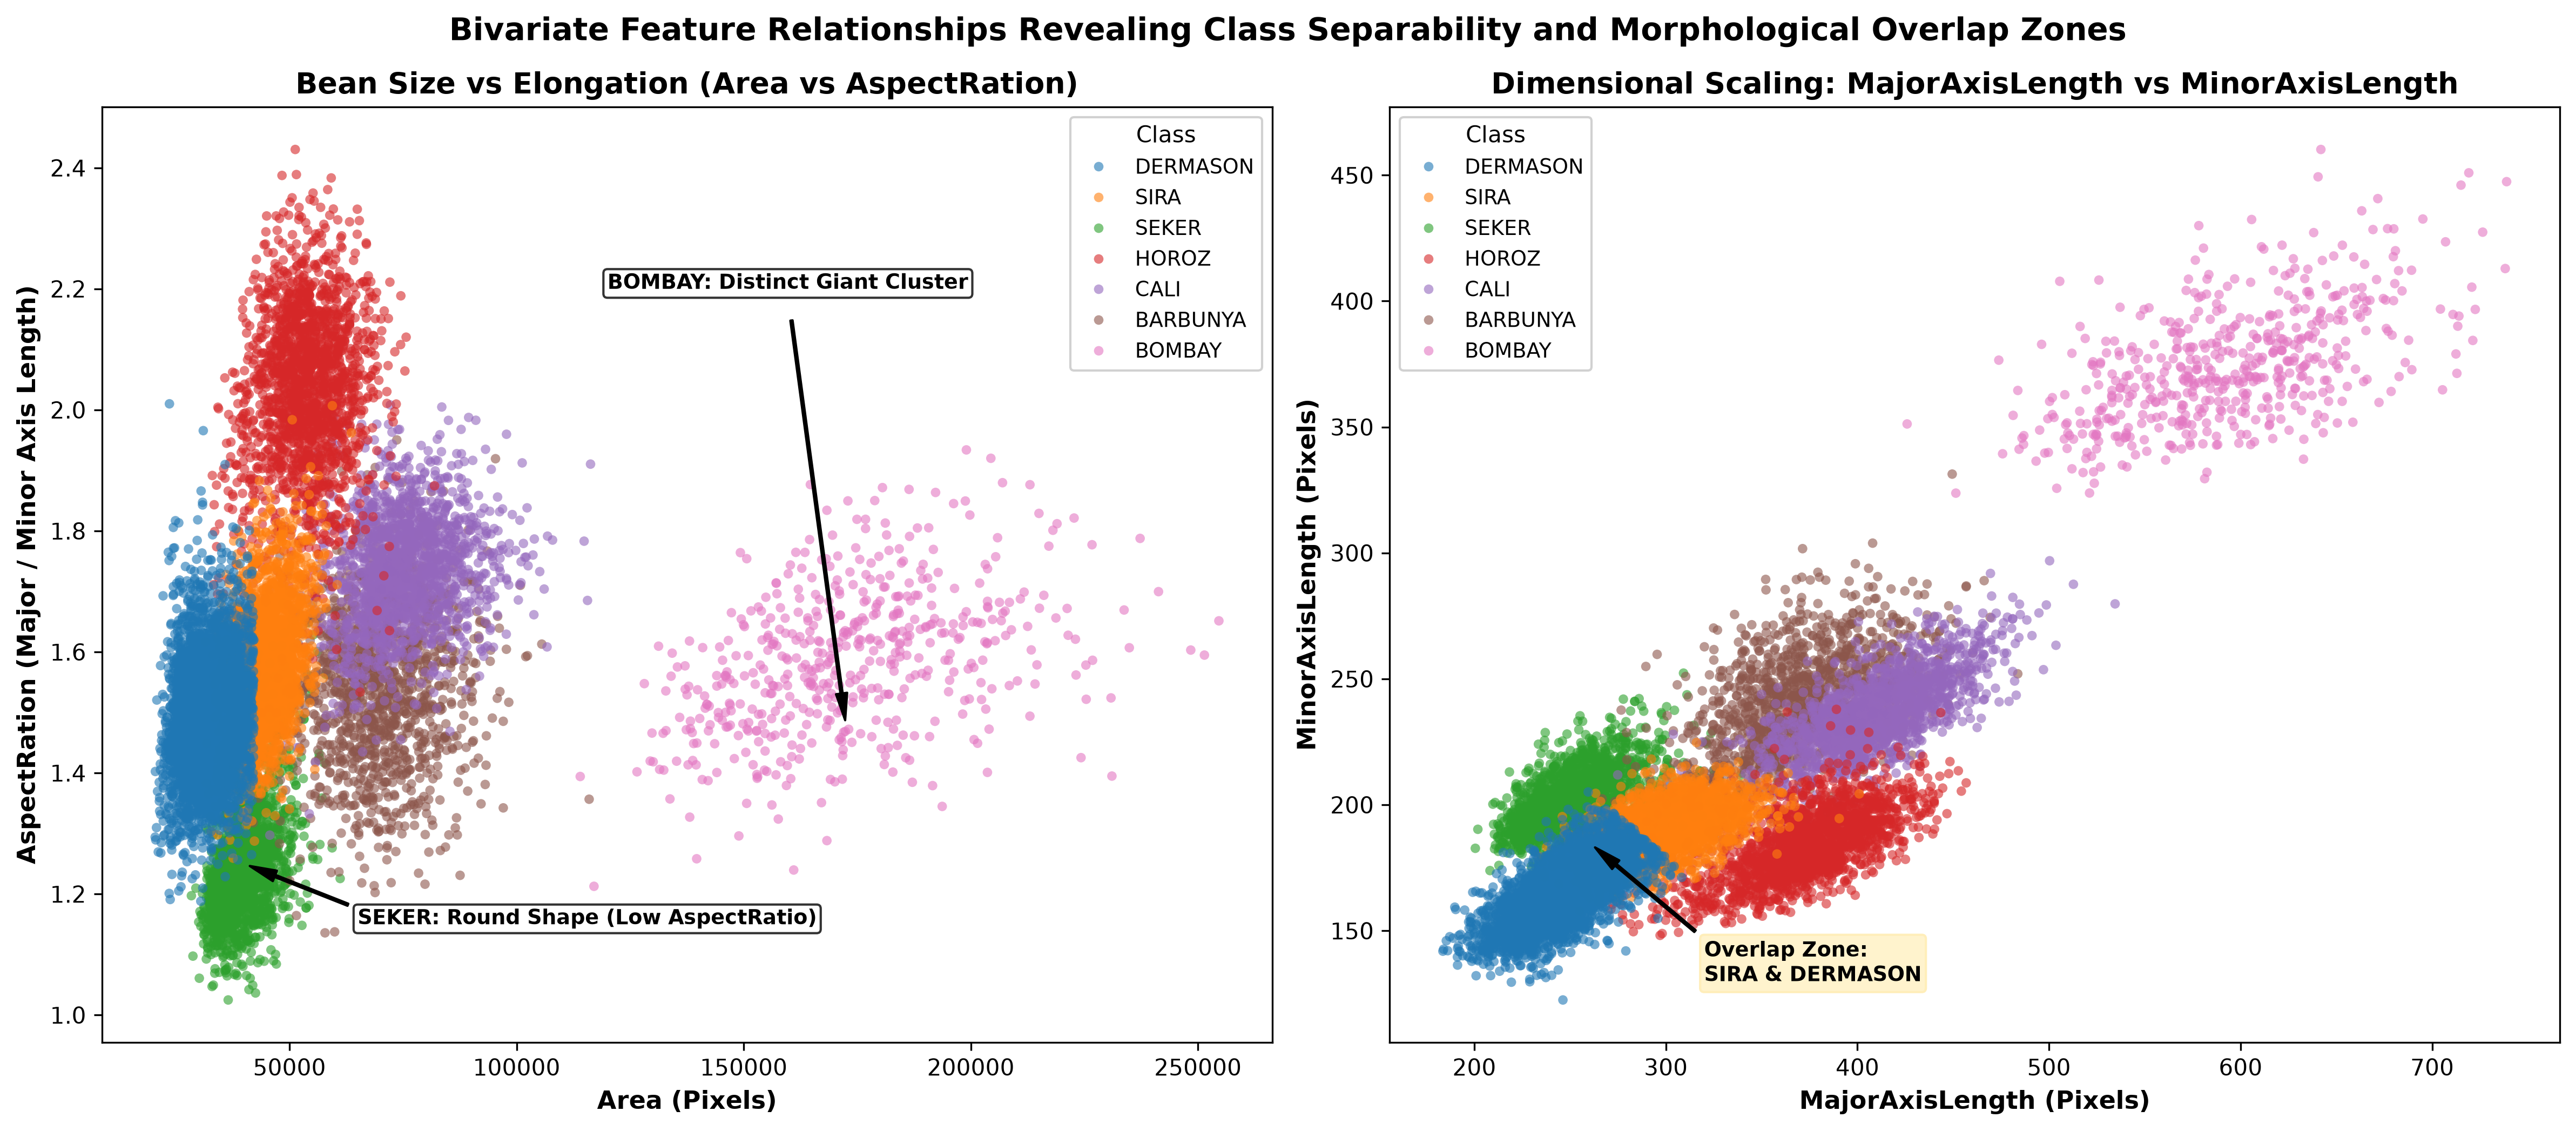 Bivariate Feature Relationships Revealing Class Separability and Morphological Overlap Zones
Bean Size vs Elongation (Area vs AspectRation)
AspectRation (Major / Minor Axis Length)
2.4
2.2
2.0
1.8
1.6
1.4
1.2
1.0
BOMBAY: Distinct Giant Cluster
SEKER: Round Shape (Low AspectRatio)
Class
DERMASON
SIRA
SEKER
HOROZ
CALI
BARBUNYA
BOMBAY
50000 100000 150000 200000 250000
Area (Pixels)
Dimensional Scaling: MajorAxisLength vs MinorAxisLength
MinorAxisLength (Pixels)
450
400
350
300
250
200
150
Class
DERMASON
SIRA
SEKER
HOROZ
CALI
BARBUNYA
BOMBAY
Overlap Zone:
SIRA & DERMASON
200 300 400 500 600 700
MajorAxisLength (Pixels)